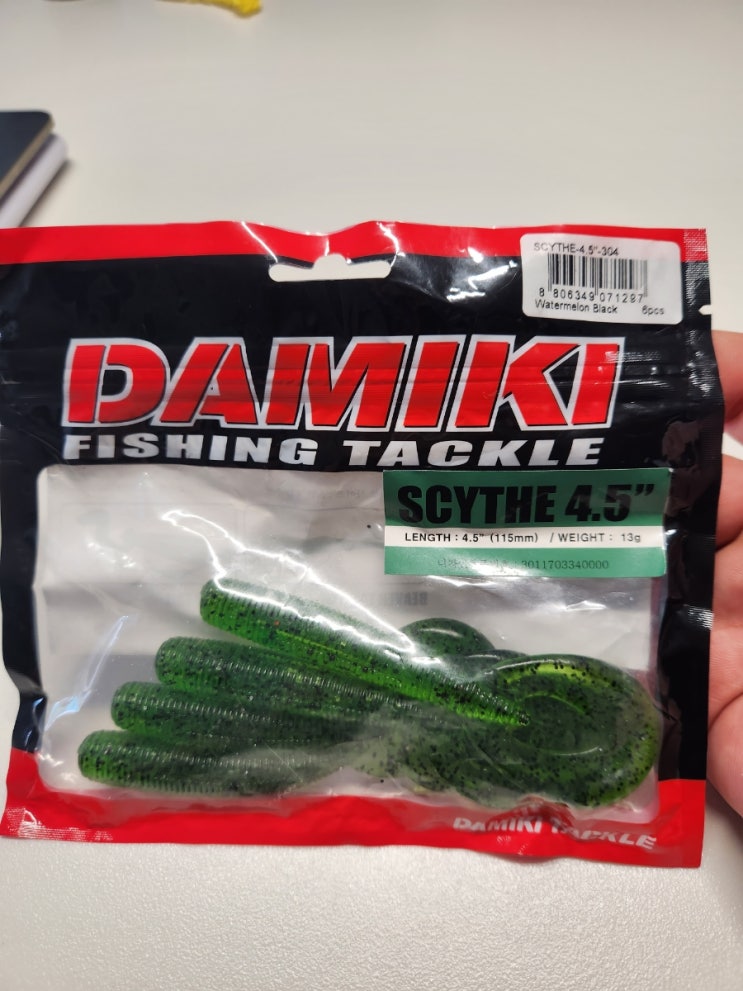 SCYTHE-4.5"-304
8 806349 071287
Watermelon Black 6pcs
DAMIKI
FISHING TACKLE
SCYTHE 4.5"
LENGTH : 4.5" (115mm) / WEIGHT : 13g
: 3011703340000
DAMIKI TACKLE